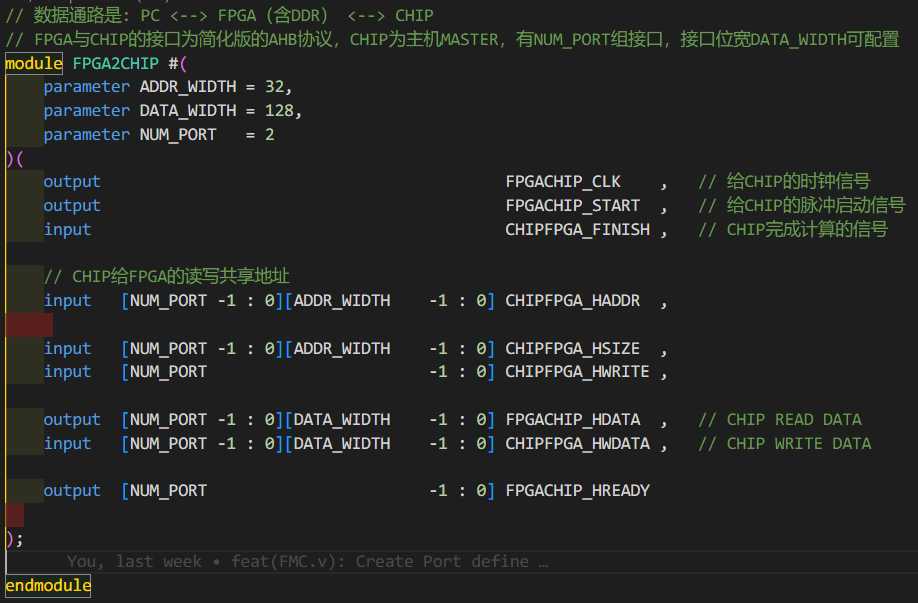 // 数据通路是: PC <--> FPGA (含DDR)  <--> CHIP
// FPGA与CHIP的接口为简化版的AHB协议，CHIP为主机MASTER，有NUM_PORT组接口，接口位宽DATA_WIDTH可配置
module FPGA2CHIP #(
    parameter ADDR_WIDTH = 32,
    parameter DATA_WIDTH = 128,
    parameter NUM_PORT   = 2
)(
    output                                          FPGACHIP_CLK    ,   // 给CHIP的时钟信号
    output                                          FPGACHIP_START  ,   // 给CHIP的脉冲启动信号
    input                                           CHIPFPGA_FINISH ,   // CHIP完成计算的信号
    // CHIP给FPGA的读写共享地址
    input   [NUM_PORT -1 : 0][ADDR_WIDTH    -1 : 0] CHIPFPGA_HADDR  ,
    input   [NUM_PORT -1 : 0][ADDR_WIDTH    -1 : 0] CHIPFPGA_HSIZE  ,
    input   [NUM_PORT                       -1 : 0] CHIPFPGA_HWRITE ,
    output  [NUM_PORT -1 : 0][DATA_WIDTH    -1 : 0] FPGACHIP_HDATA  ,   // CHIP READ DATA
    input   [NUM_PORT -1 : 0][DATA_WIDTH    -1 : 0] CHIPFPGA_HWDATA ,   // CHIP WRITE DATA
    output  [NUM_PORT                       -1 : 0] FPGACHIP_HREADY
);
You, last week • feat(FMC.v): Create Port define …
endmodule